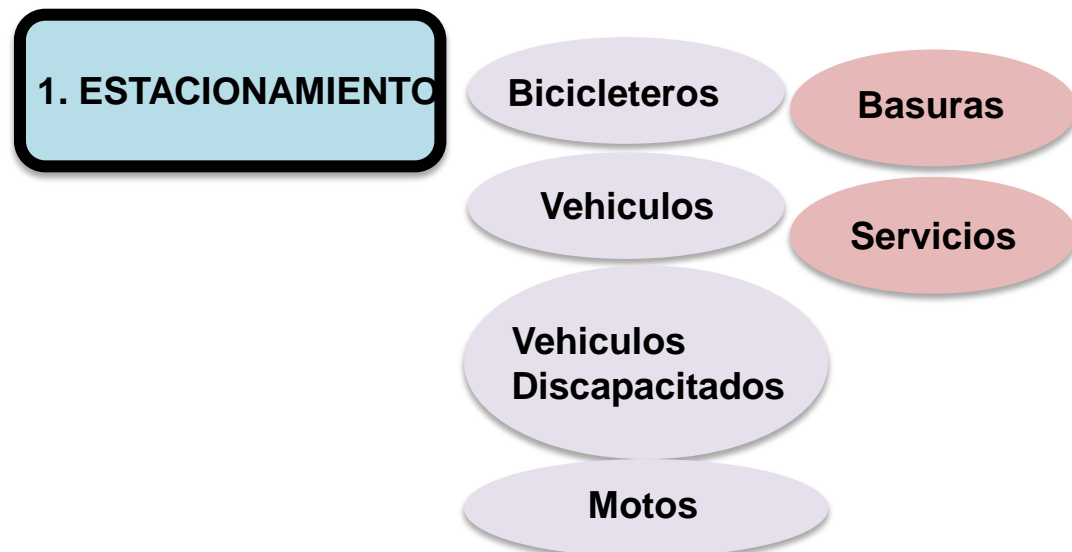 1. ESTACIONAMIENTO
Bicicleteros
Vehiculos
Vehiculos
Discapacitados
Motos
Basuras
Servicios